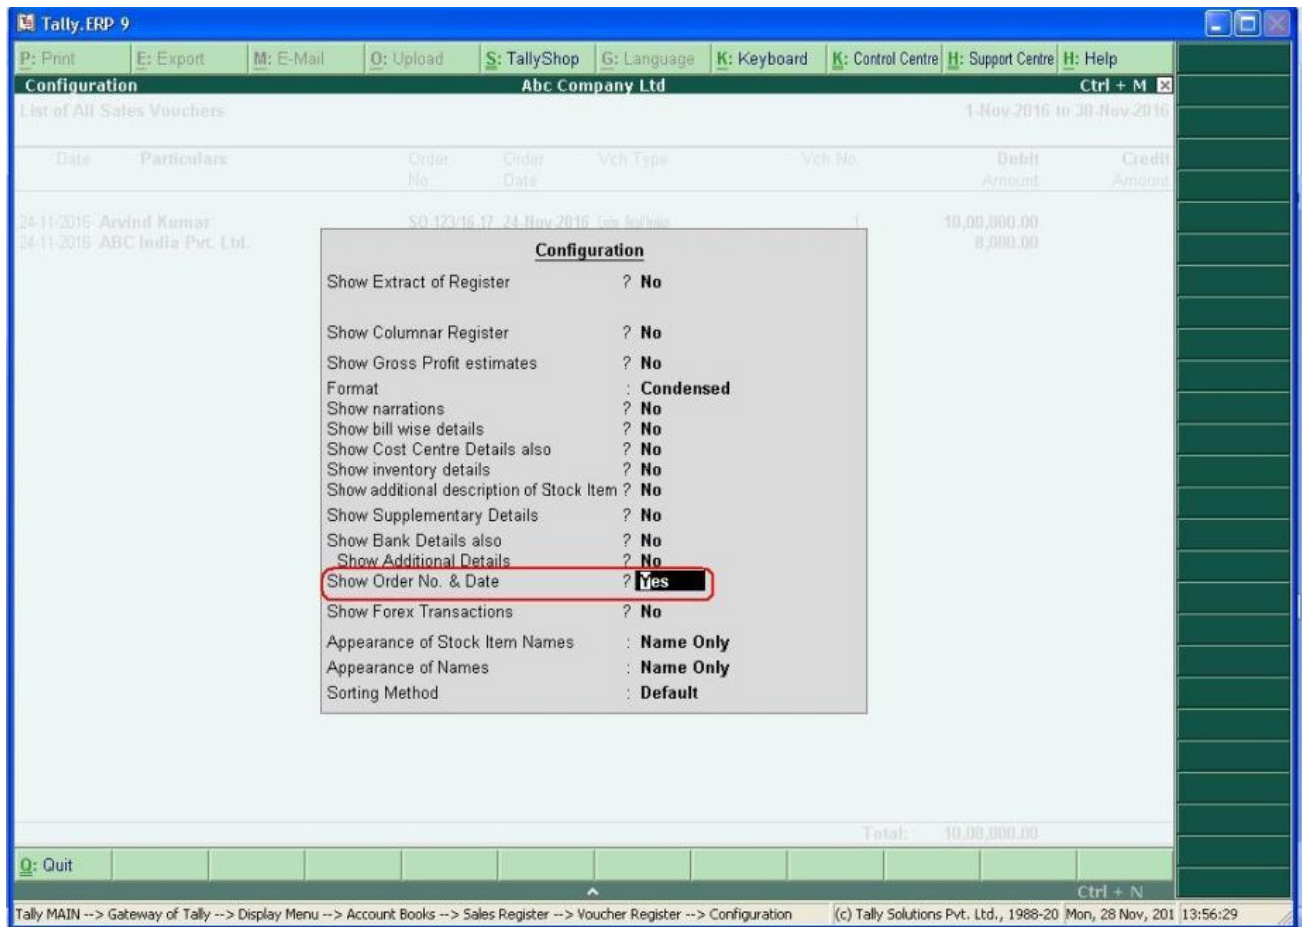 Tally.ERP 9
P: Print E: Export M: E-Mail O: Upload S: TallyShop G: Language K: Keyboard K: Control Centre H: Support Centre H: Help
Configuration Abc Company Ltd Ctrl + M
List of All Sales Vouchers 1-Nov-2016 to 30-Nov-2016
Date Particulars Order Order Vch Type Vch No. Debit Credit
No. Date Amount Amount
24-11-2016 Arvind Kumar SO 123/16 17 24-Nov-2016 1 10,00,000.00
24-11-2016 ABC India Pvt. Ltd. 8,000.00
Configuration
Show Extract of Register ? No
Show Columnar Register ? No
Show Gross Profit estimates ? No
Format : Condensed
Show narrations ? No
Show bill wise details ? No
Show Cost Centre Details also ? No
Show inventory details ? No
Show additional description of Stock Item ? No
Show Supplementary Details ? No
Show Bank Details also ? No
Show Additional Details ? No
Show Order No. & Date ? Yes
Show Forex Transactions ? No
Appearance of Stock Item Names : Name Only
Appearance of Names : Name Only
Sorting Method : Default
Total: 10,08,000.00
Q: Quit
Ctrl + N
Tally MAIN --> Gateway of Tally --> Display Menu --> Account Books --> Sales Register --> Voucher Register --> Configuration (c) Tally Solutions Pvt. Ltd., 1988-20 Mon, 28 Nov, 201 13:56:29